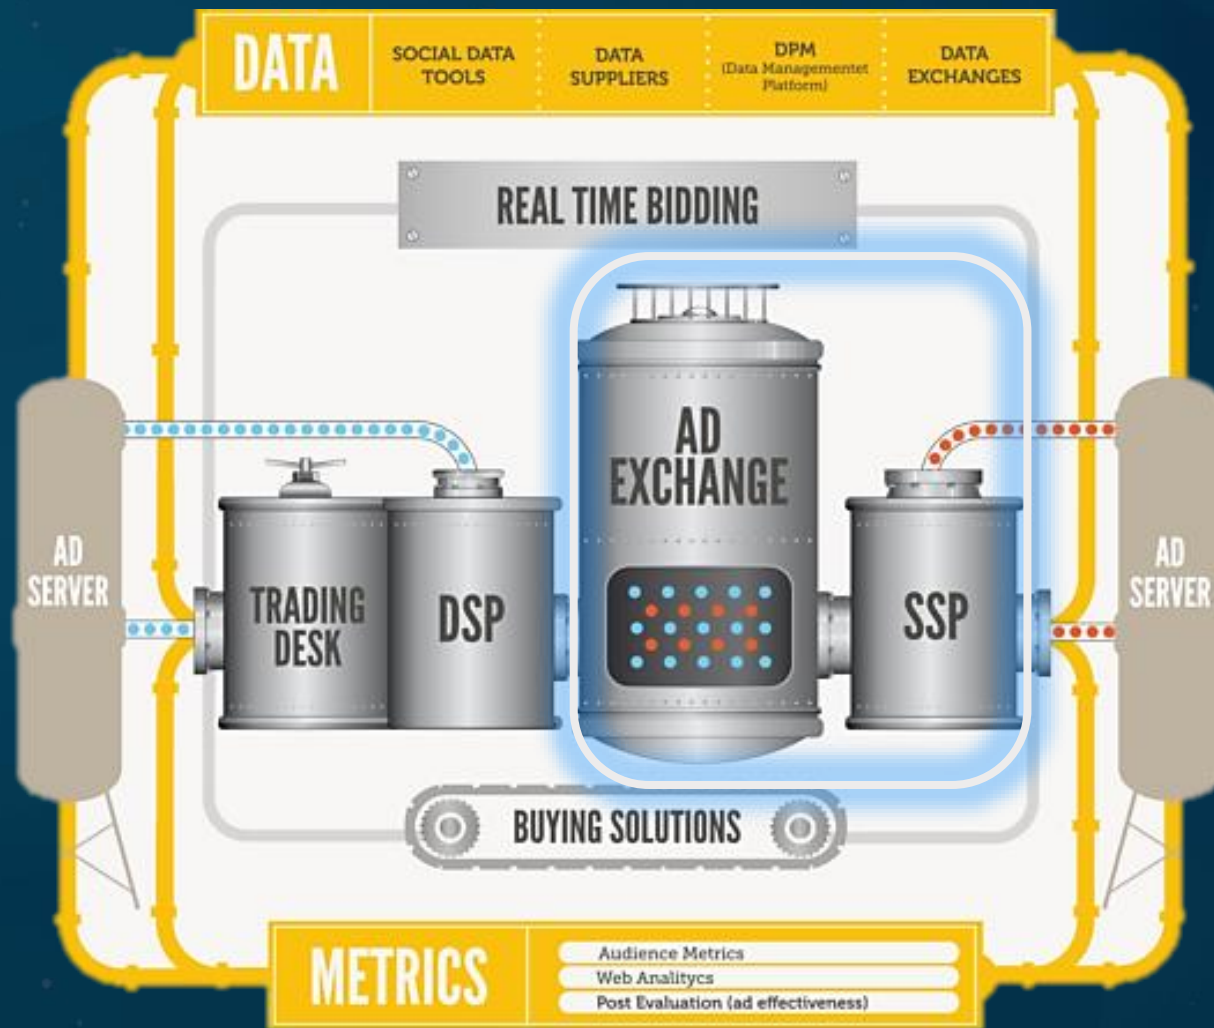 DATA
SOCIAL DATA
TOOLS
DATA
SUPPLIERS
DPM
(Data Managementet
Platform)
DATA
EXCHANGES
REAL TIME BIDDING
AD
EXCHANGE
AD
SERVER
TRADING
DESK
DSP
SSP
AD
SERVER
BUYING SOLUTIONS
METRICS
Audience Metrics
Web Analitycs
Post Evaluation (ad effectiveness)